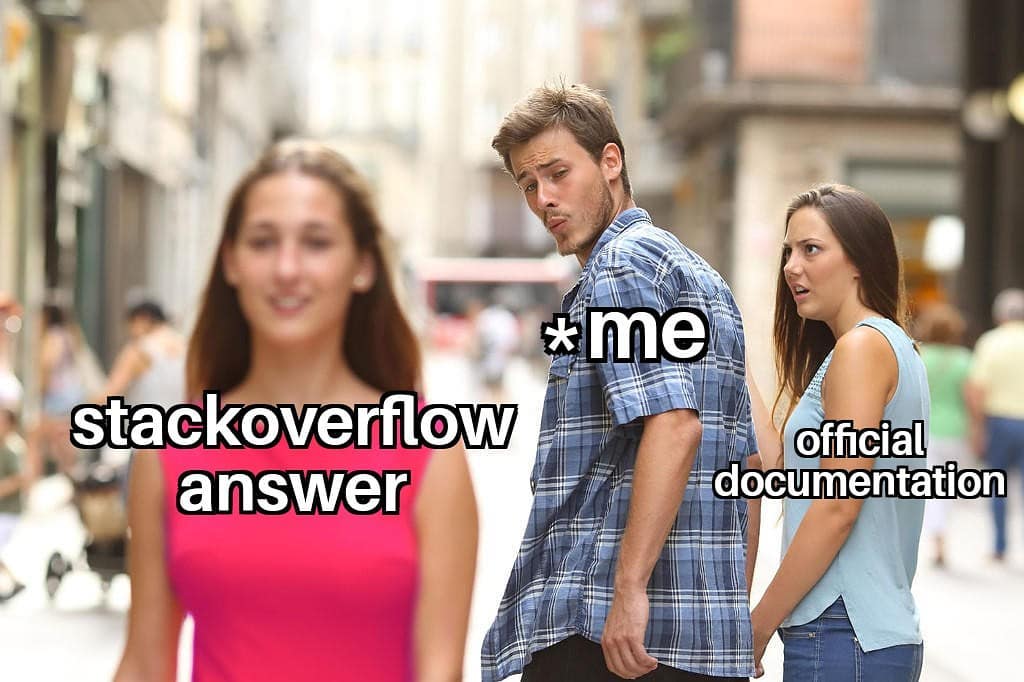 stackoverflow
answer
*me
official
documentation